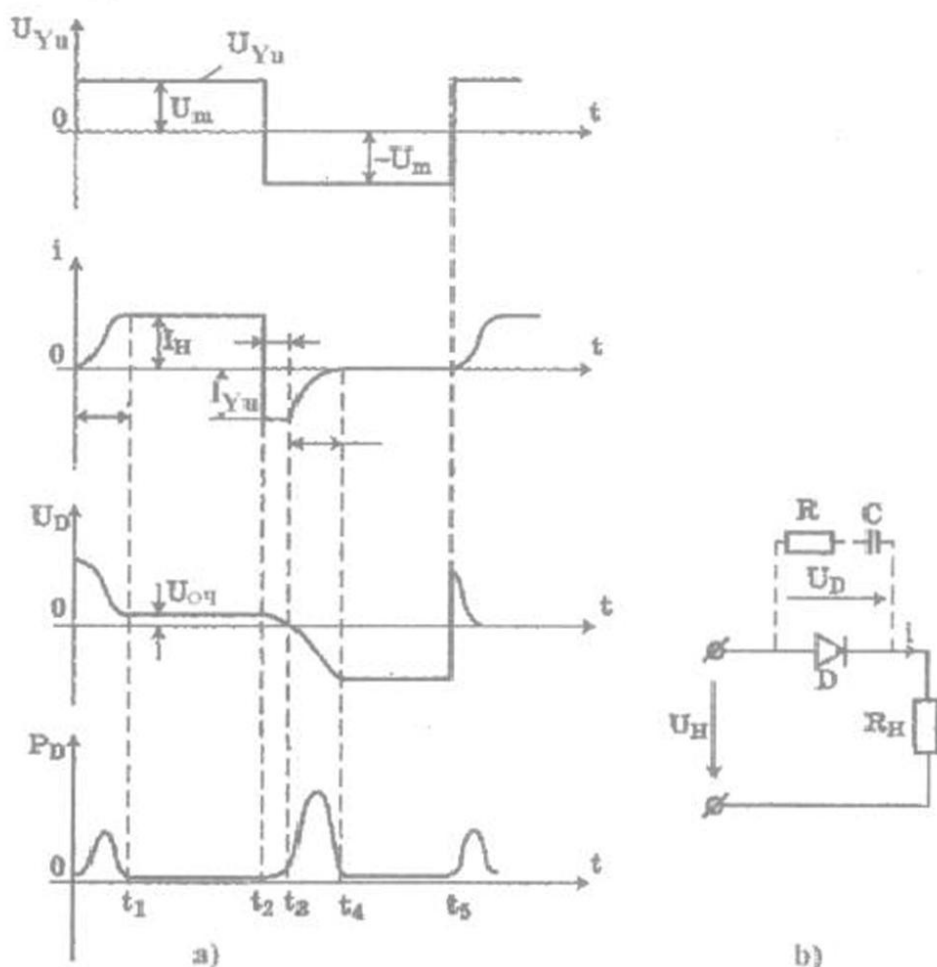 U_Yu
U_Yu
U_m
0
t
-U_m
i
I_H
0
t
I_Yu
U_D
U_оч
0
t
P_D
0
t
t_1
t_2
t_3
t_4
t_5
a)
R
C
U_D
i
D
U_H
R_H
b)